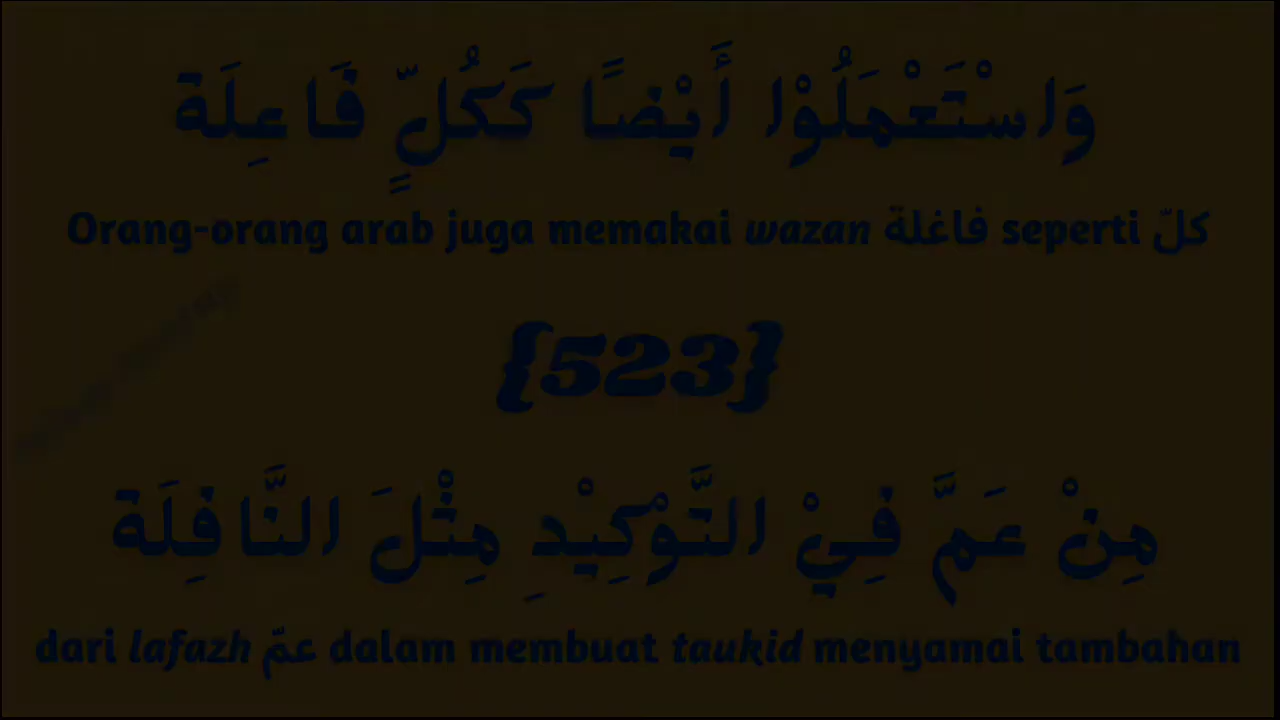 وَاسْتَعْمَلُوْا أَيْضًا كَكُلٍّ فَاعِلَة
Orang-orang arab juga memakai wazan فاغلة seperti كلّ
{523}
مِنْ عَمَّ فِيْ التَّوْكِيْدِ مِثْلَ النَّافِلَة
dari lafazh عمّ dalam membuat taukid menyamai tambahan